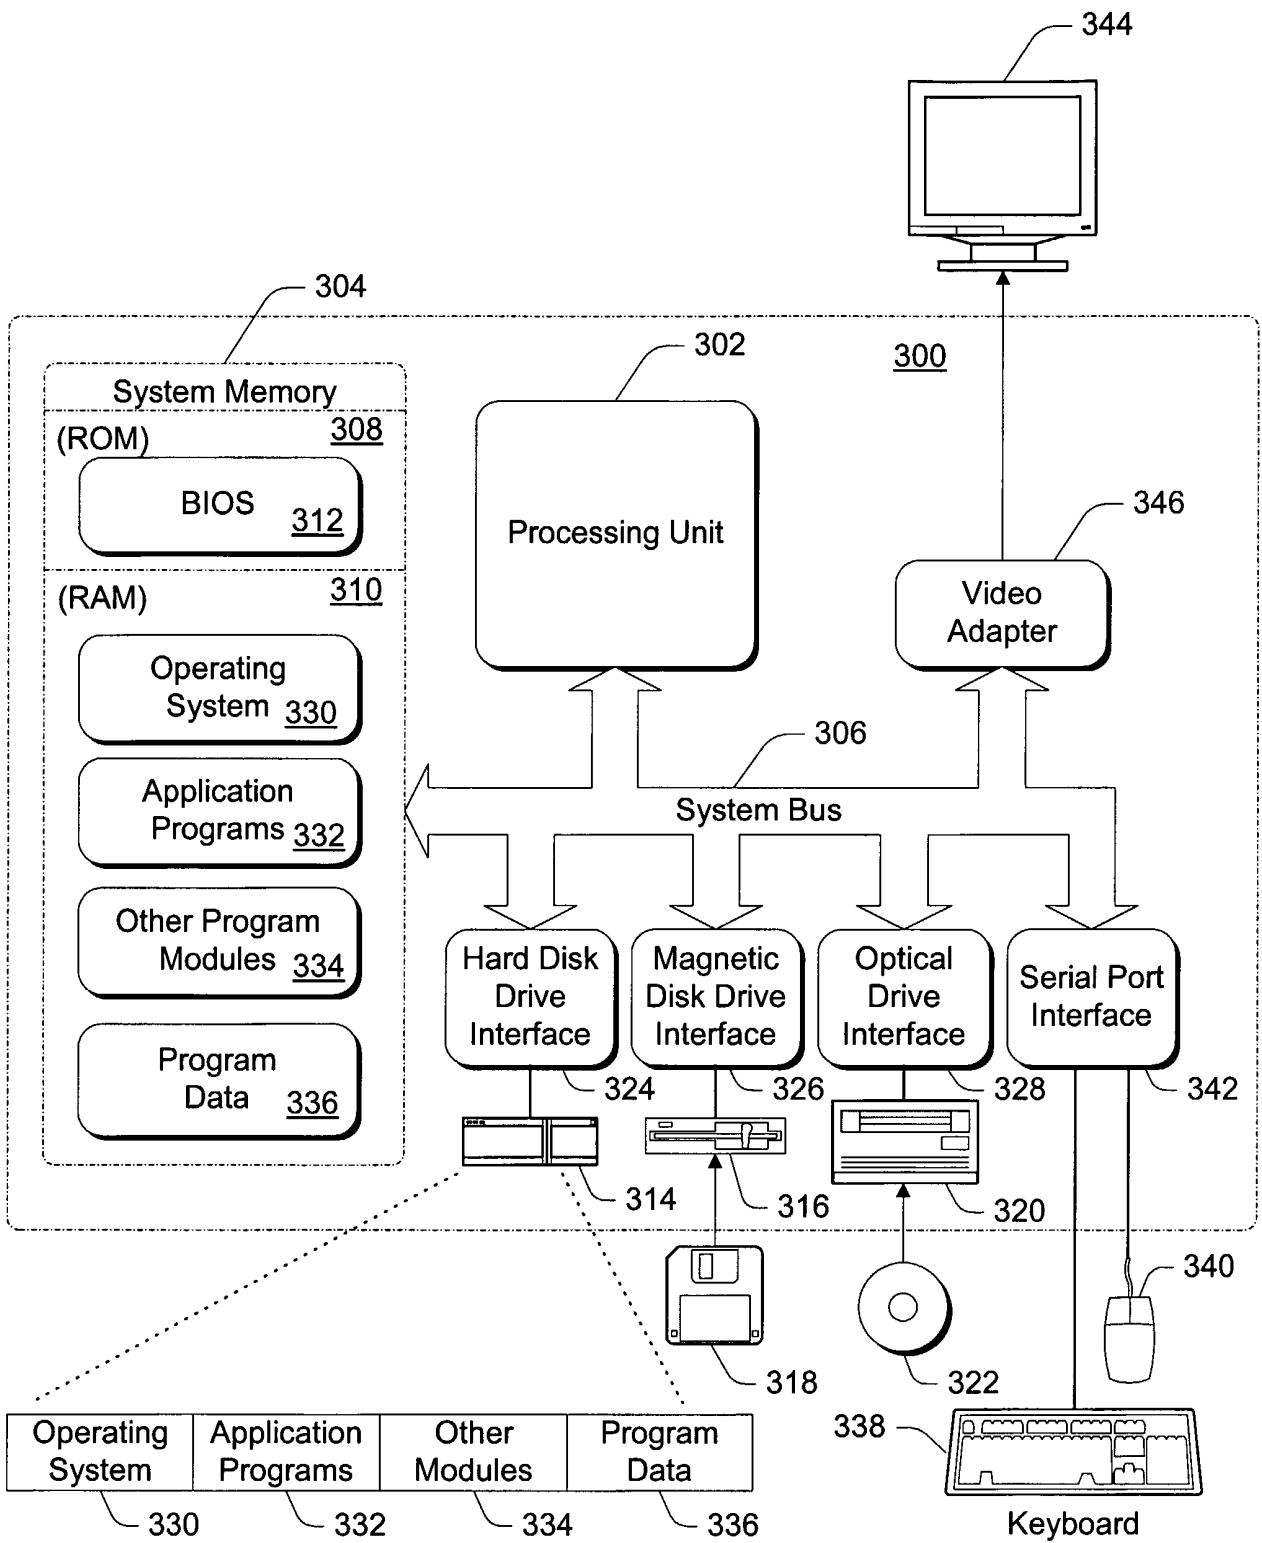 344
304
302
300
System Memory
(ROM)
308
BIOS
312
Processing Unit
346
(RAM)
310
Video
Adapter
Operating
System 330
306
Application
Programs 332
System Bus
Other Program
Modules 334
Hard Disk
Drive
Interface
Magnetic
Disk Drive
Interface
Optical
Drive
Interface
Serial Port
Interface
Program
Data 336
324
326
328
342
314
316
320
340
318
322
338
Operating
System
Application
Programs
Other
Modules
Program
Data
330
332
334
336
Keyboard